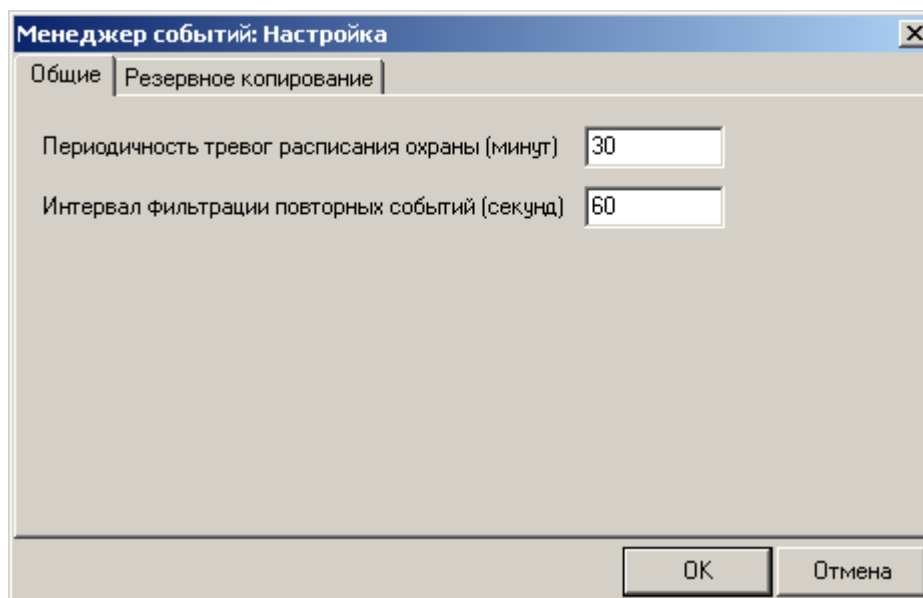 Менеджер событий: Настройка
Общие
Резервное копирование
Периодичность тревог расписания охраны (минут)
30
Интервал фильтрации повторных событий (секунд)
60
OK
Отмена